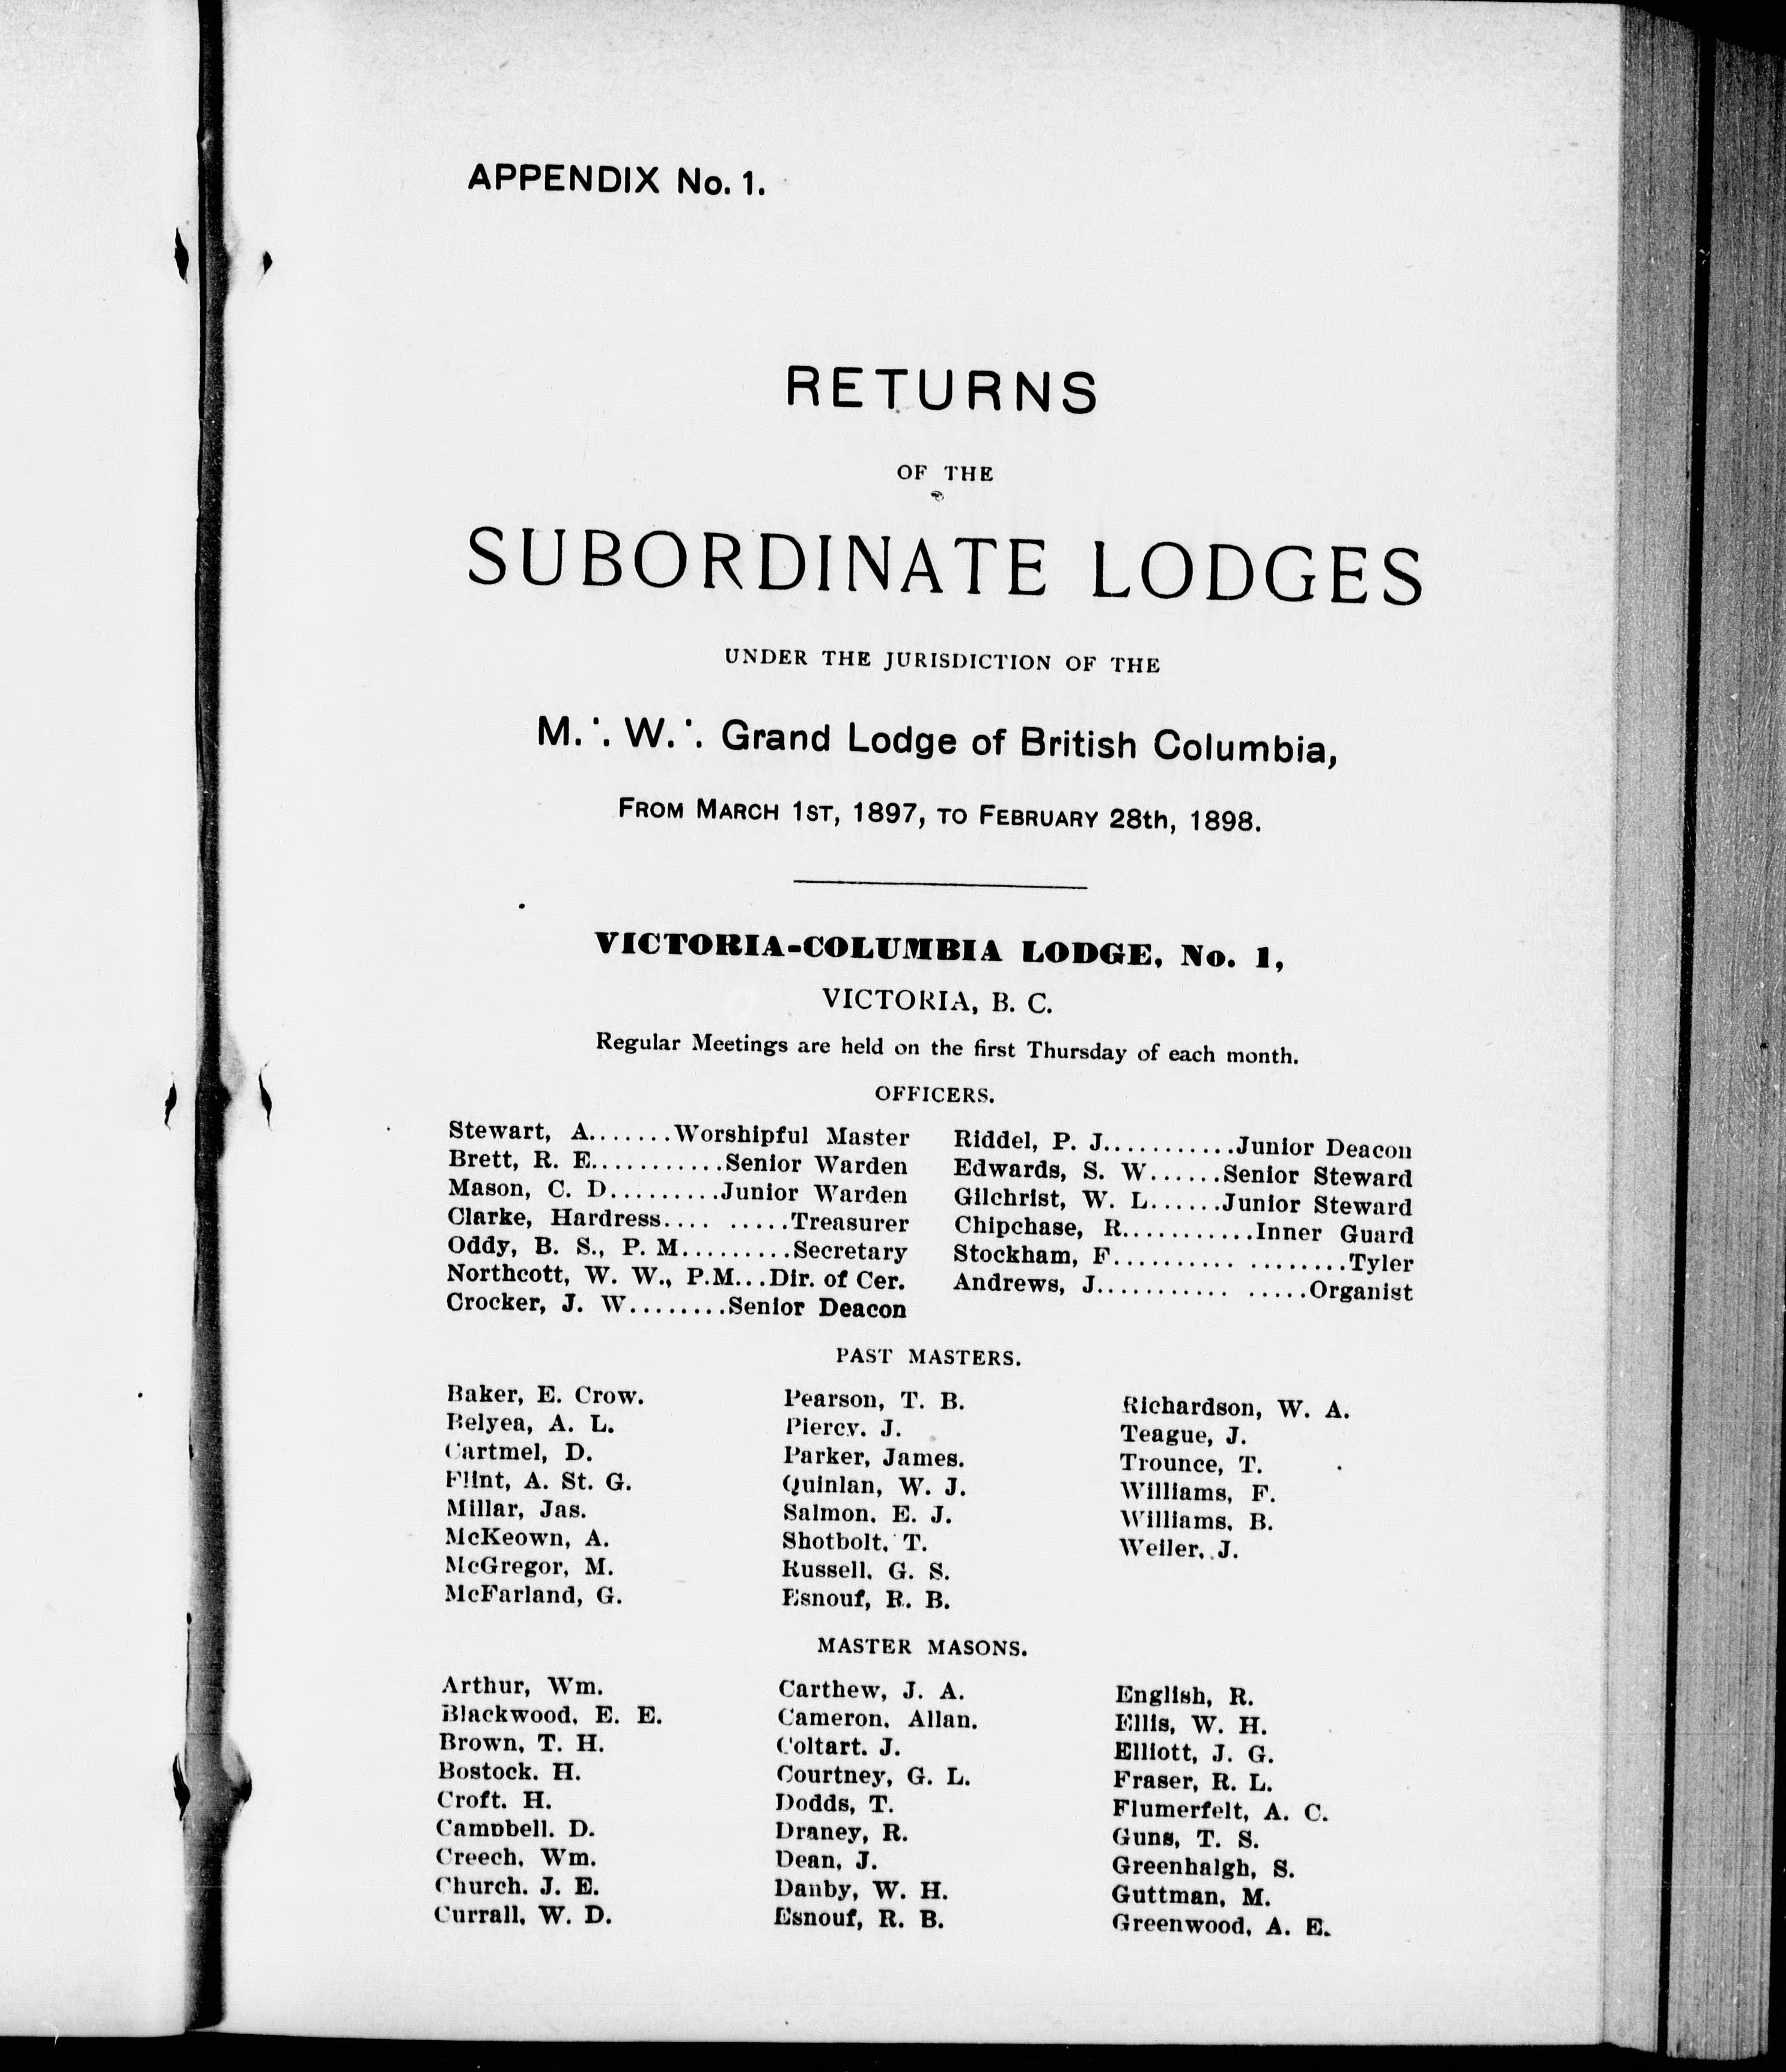 APPENDIX No. 1.
RETURNS
OF THE
SUBORDINATE LODGES
UNDER THE JURISDICTION OF THE
M.∴ W.∴ Grand Lodge of British Columbia,
FROM MARCH 1ST, 1897, TO FEBRUARY 28th, 1898.
VICTORIA-COLUMBIA LODGE, No. 1,
VICTORIA, B. C.
Regular Meetings are held on the first Thursday of each month.
OFFICERS.
Stewart, A.......Worshipful Master
Brett, R. E...........Senior Warden
Mason, C. D.........Junior Warden
Clarke, Hardress.... .....Treasurer
Oddy, B. S., P. M.........Secretary
Northcott, W. W., P.M...Dir. of Cer.
Crocker, J. W........Senior Deacon
Riddel, P. J...........Junior Deacon
Edwards, S. W......Senior Steward
Gilchrist, W. L......Junior Steward
Chipchase, R...........Inner Guard
Stockham, F.......... ........Tyler
Andrews, J........... .....Organist
PAST MASTERS.
Baker, E. Crow.
Belyea, A. L.
Cartmel, D.
Flint, A. St. G.
Millar, Jas.
McKeown, A.
McGregor, M.
McFarland, G.
Pearson, T. B.
Piercy. J.
Parker, James.
Quinlan, W. J.
Salmon. E. J.
Shotbolt, T.
Russell. G. S.
Esnouf, R. B.
Richardson, W. A.
Teague, J.
Trounce, T.
Williams, F.
Williams. B.
Weiler, J.
MASTER MASONS.
Arthur, Wm.
Blackwood, E. E.
Brown, T. H.
Bostock. H.
Croft. H.
Campbell. D.
Creech, Wm.
Church. J. E.
Currall, W. D.
Carthew, J. A.
Cameron, Allan.
Coltart. J.
Courtney, G. L.
Dodds, T.
Draney, R.
Dean, J.
Danby, W. H.
Esnouf, R. B.
English, R.
Ellis, W. H.
Elliott, J. G.
Fraser, R. L.
Flumerfelt, A. C.
Guns, T. S.
Greenhalgh, S.
Guttman, M.
Greenwood, A. E.